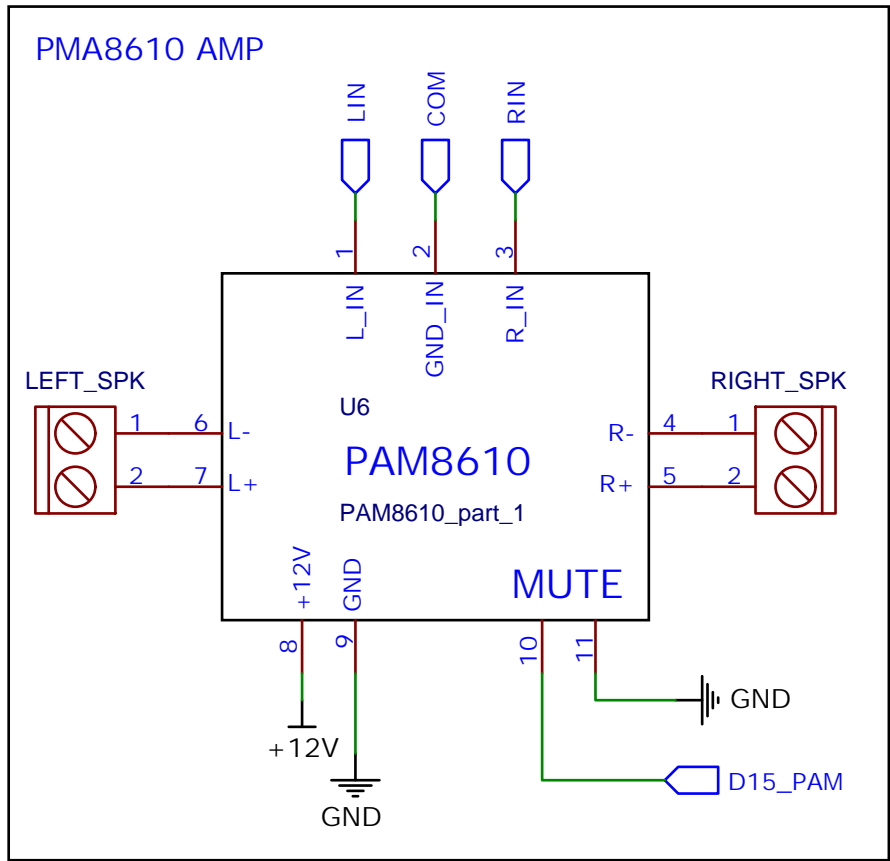 PMA8610 AMP
LIN
COM
RIN
1
2
3
L_IN
GND_IN
R_IN
LEFT_SPK
RIGHT_SPK
U6
1 6 L-
R- 4 1
PAM8610
2 7 L+
R+ 5 2
PAM8610_part_1
+12V
GND
MUTE
8
9
10
11
GND
+12V
D15_PAM
GND